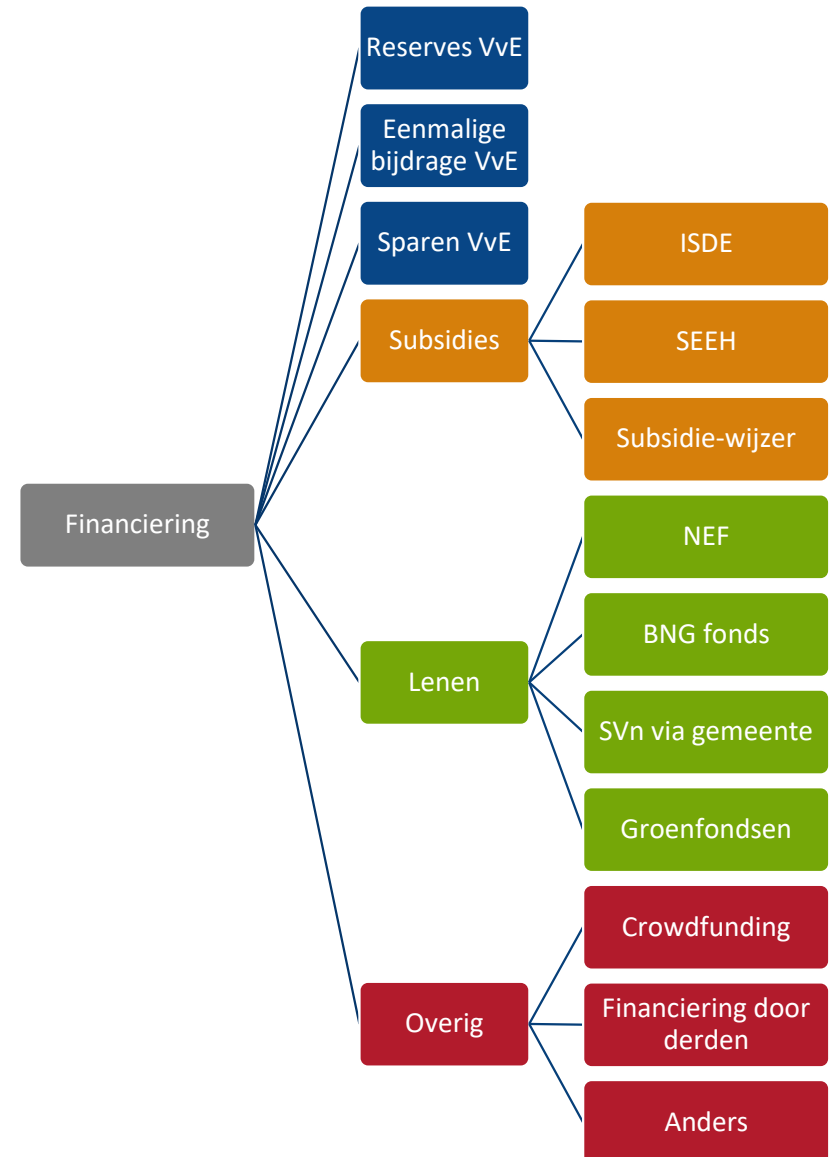 Reserves VvE
Eenmalige
bijdrage VvE
Sparen VvE
ISDE
Subsidies
SEEH
Subsidie-wijzer
Financiering
NEF
BNG fonds
Lenen
SVn via gemeente
Groenfondsen
Crowdfunding
Overig
Financiering door
derden
Anders